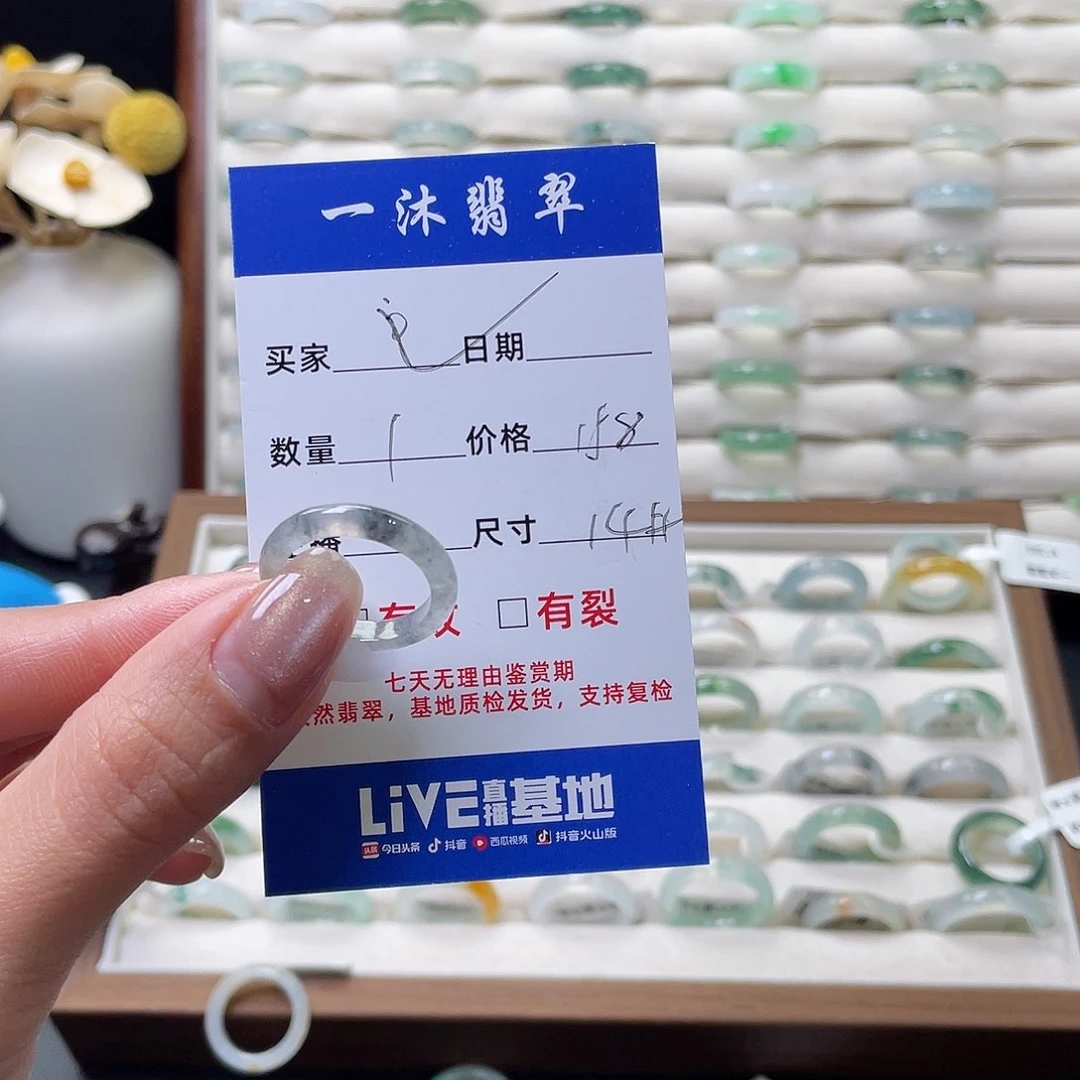 一沐翡翠
买家 日期
数量 1 价格 158
尺寸 14#
□有裂
七天无理由鉴赏期
然翡翠，基地质检发货，支持复检
LiVE直播基地
头条 今日头条 抖音 西瓜视频 抖音火山版